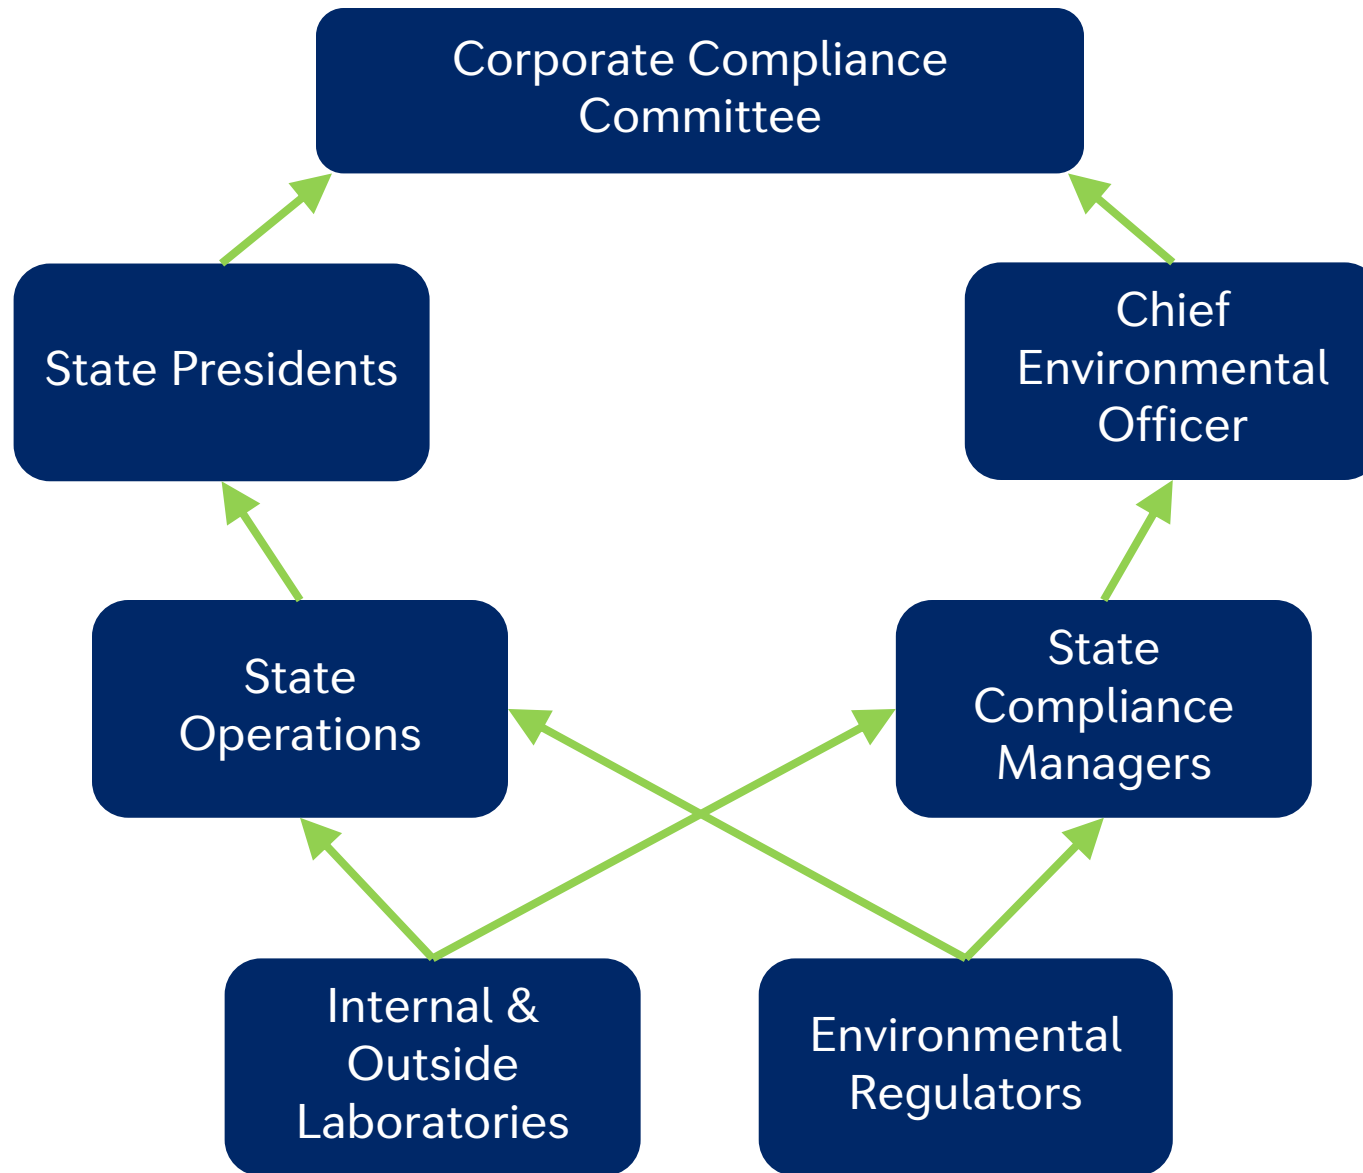 Corporate Compliance
Committee
State Presidents
Chief
Environmental
Officer
State
Operations
State
Compliance
Managers
Internal &
Outside
Laboratories
Environmental
Regulators